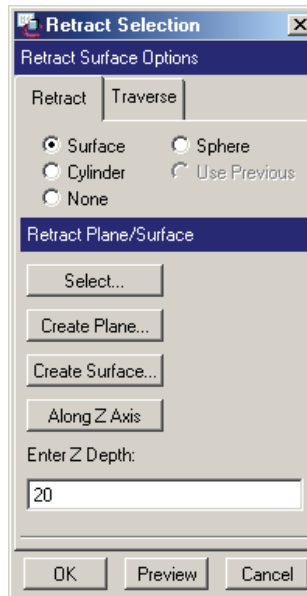 Retract Selection
Retract Surface Options
Retract Traverse
Surface Sphere
Cylinder Use Previous
None
Retract Plane/Surface
Select...
Create Plane...
Create Surface...
Along Z Axis
Enter Z Depth:
20
OK Preview Cancel